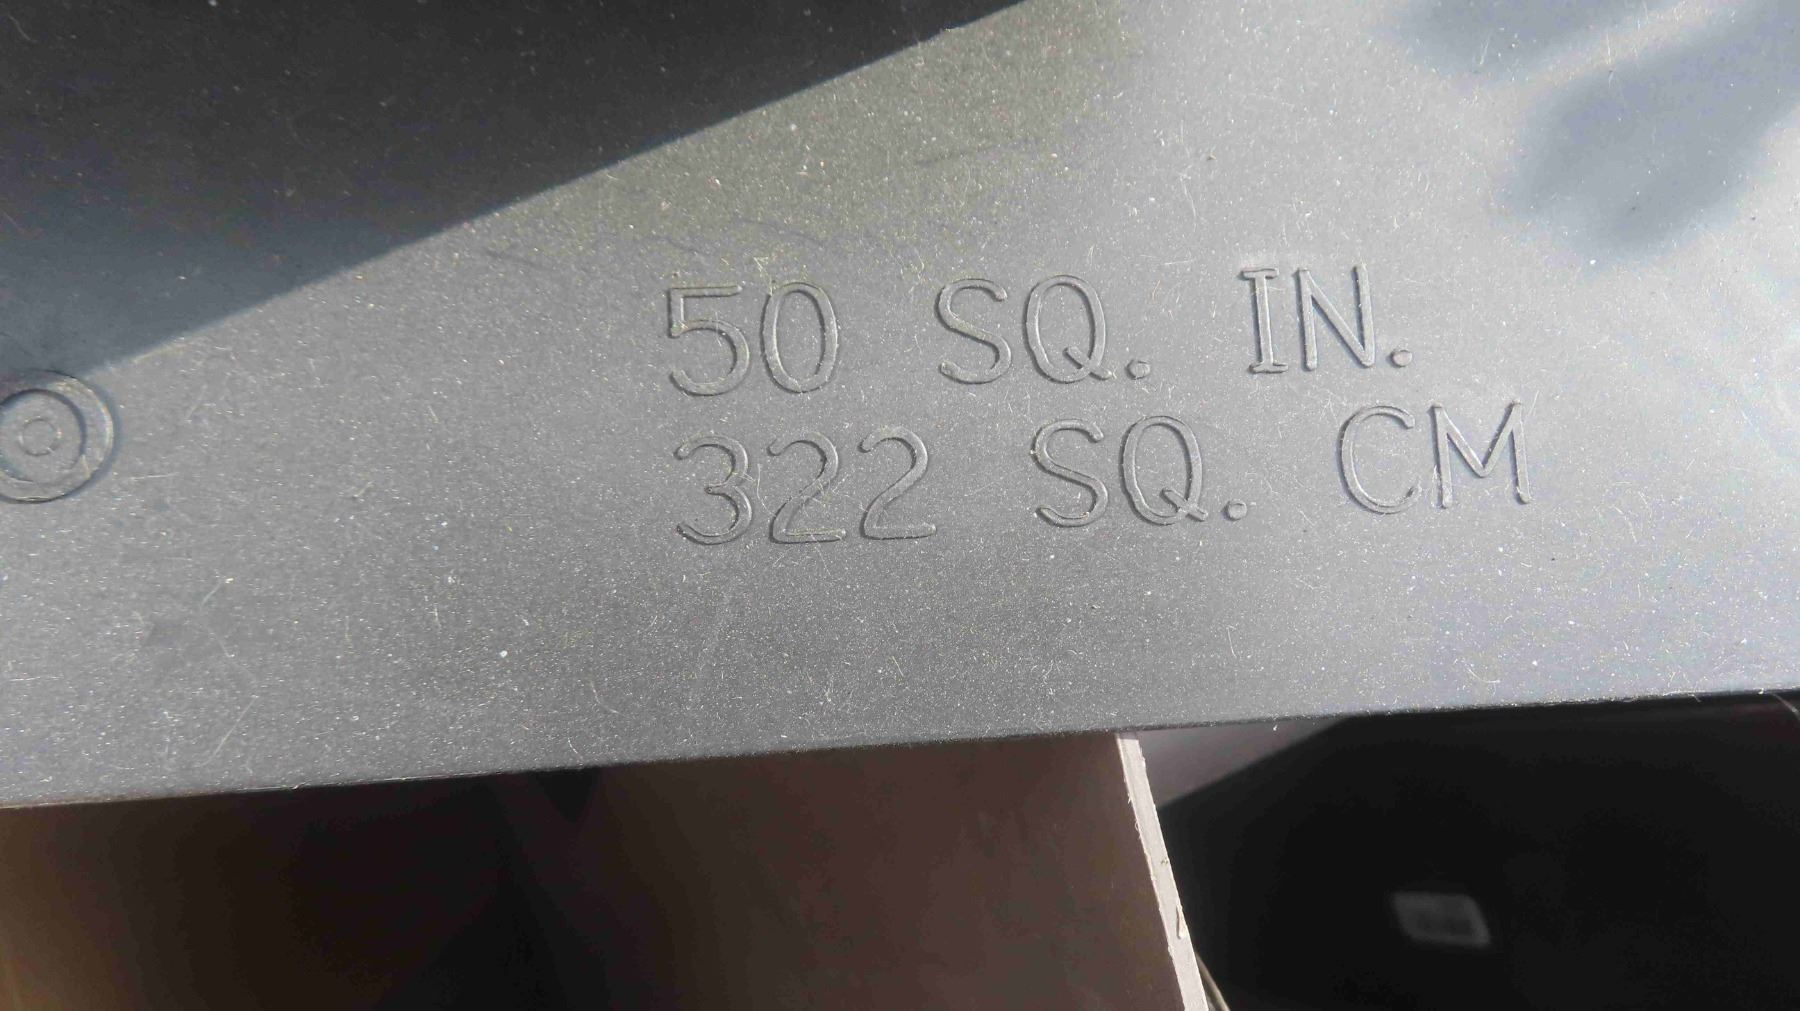 50 SQ. IN.
322 SQ. CM